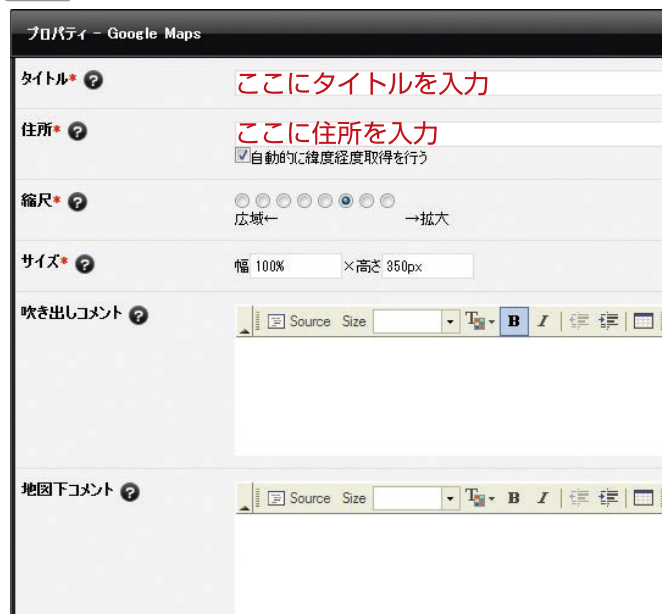 プロパティ - Google Maps
タイトル*
ここにタイトルを入力
住所*
ここに住所を入力
自動的に緯度経度取得を行う
縮尺*
広域← →拡大
サイズ*
幅 100% ×高さ 350px
吹き出しコメント
Source Size B I
地図下コメント
Source Size B I